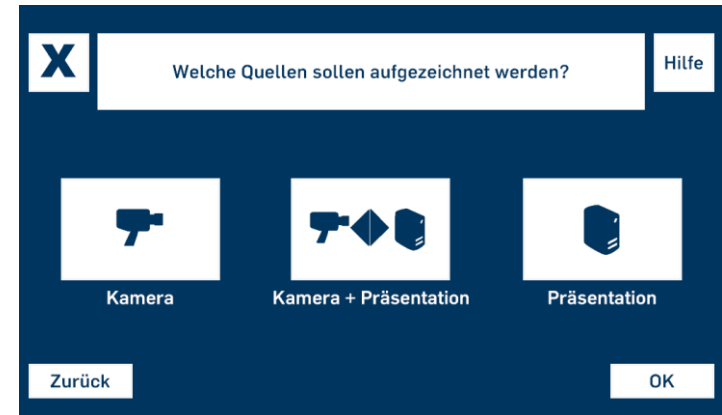 X
Welche Quellen sollen aufgezeichnet werden?
Hilfe
Kamera
Kamera + Präsentation
Präsentation
Zurück
OK